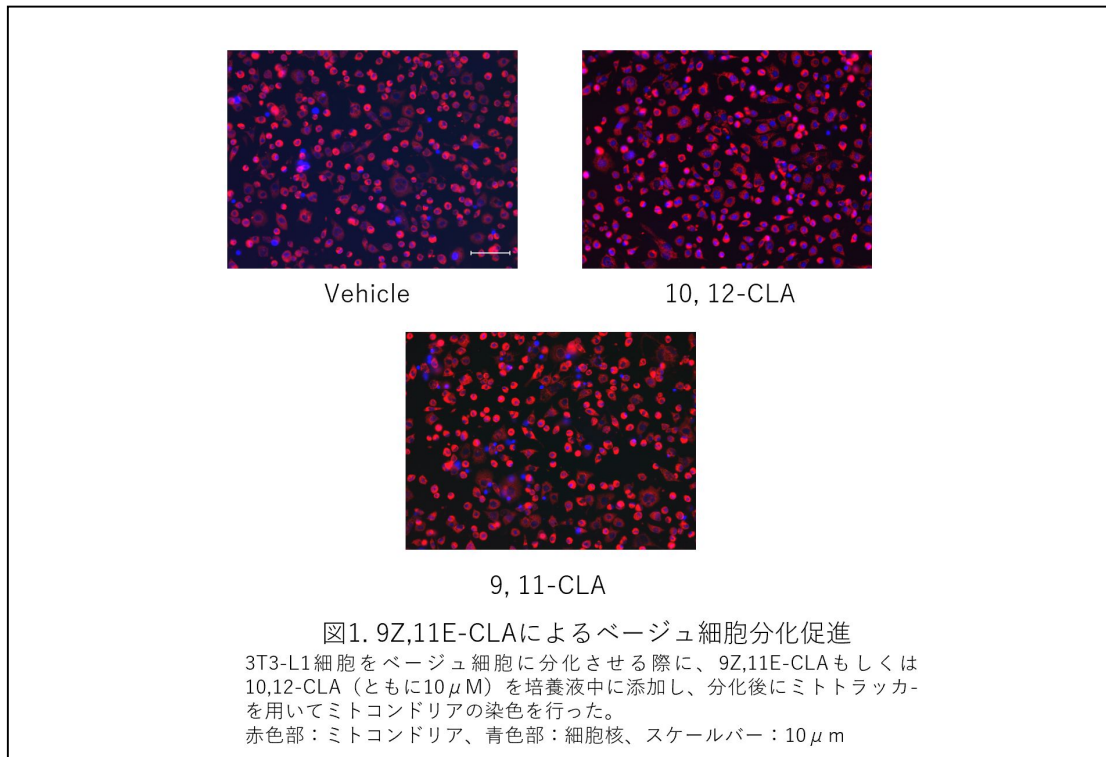 Vehicle
10, 12-CLA
9, 11-CLA
図1. 9Z,11E-CLAによるベージュ細胞分化促進
3T3-L1細胞をベージュ細胞に分化させる際に、9Z,11E-CLAもしくは
10,12-CLA（ともに10μM）を培養液中に添加し、分化後にミトトラッカ-
を用いてミトコンドリアの染色を行った。
赤色部：ミトコンドリア、青色部：細胞核、スケールバー：10μm